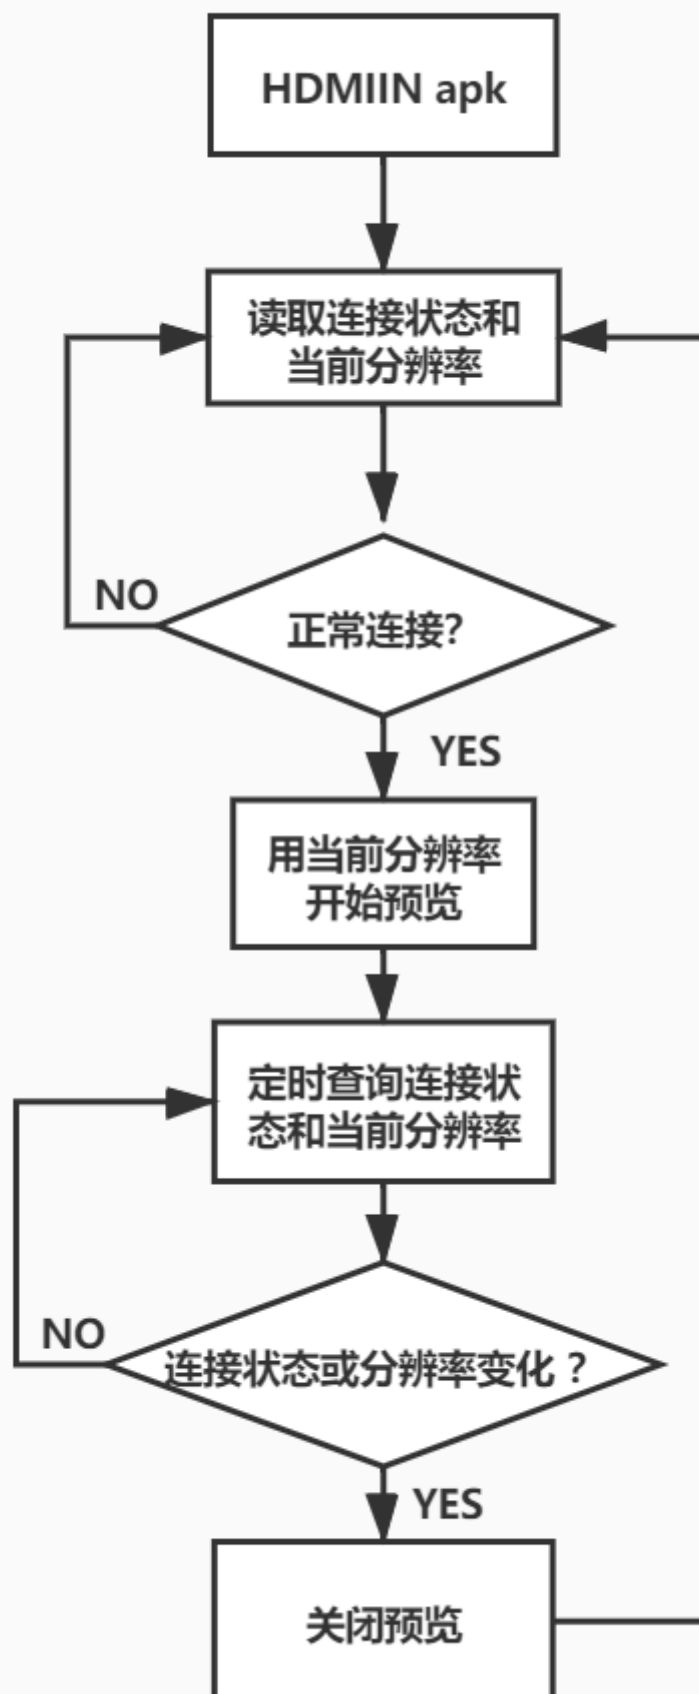 HDMIIN apk
读取连接状态和
当前分辨率
NO
正常连接?
YES
用当前分辨率
开始预览
定时查询连接状
态和当前分辨率
NO
连接状态或分辨率变化？
YES
关闭预览